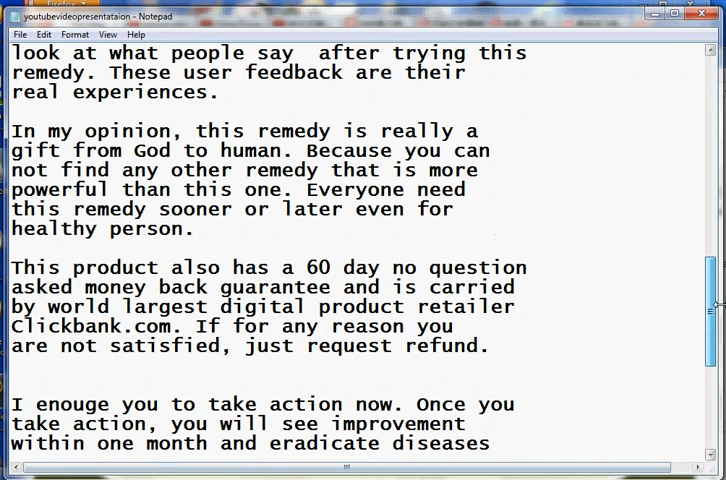 Firefox
youtubevideopresentataion - Notepad
File Edit Format View Help
look at what people say  after trying this
remedy. These user feedback are their
real experiences.
In my opinion, this remedy is really a
gift from God to human. Because you can
not find any other remedy that is more
powerful than this one. Everyone need
this remedy sooner or later even for
healthy person.
This product also has a 60 day no question
asked money back guarantee and is carried
by world largest digital product retailer
Clickbank.com. If for any reason you
are not satisfied, just request refund.
I enouge you to take action now. Once you
take action, you will see improvement
within one month and eradicate diseases